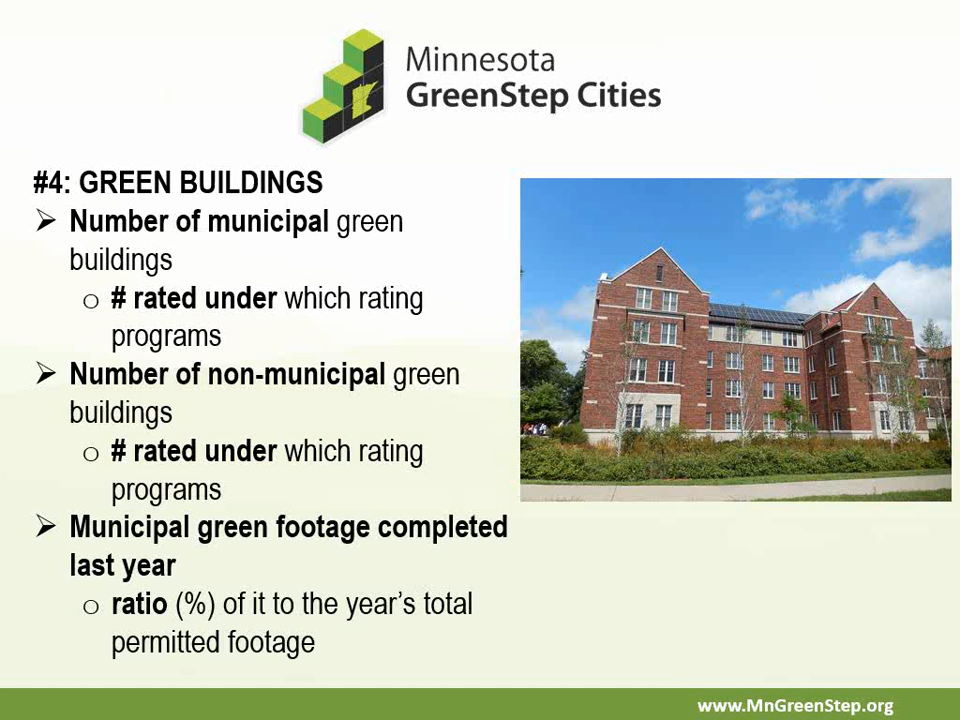 Minnesota
GreenStep Cities
#4: GREEN BUILDINGS
➢ Number of municipal green
buildings
o # rated under which rating
programs
➢ Number of non-municipal green
buildings
o # rated under which rating
programs
➢ Municipal green footage completed
last year
o ratio (%) of it to the year’s total
permitted footage
www.MnGreenStep.org